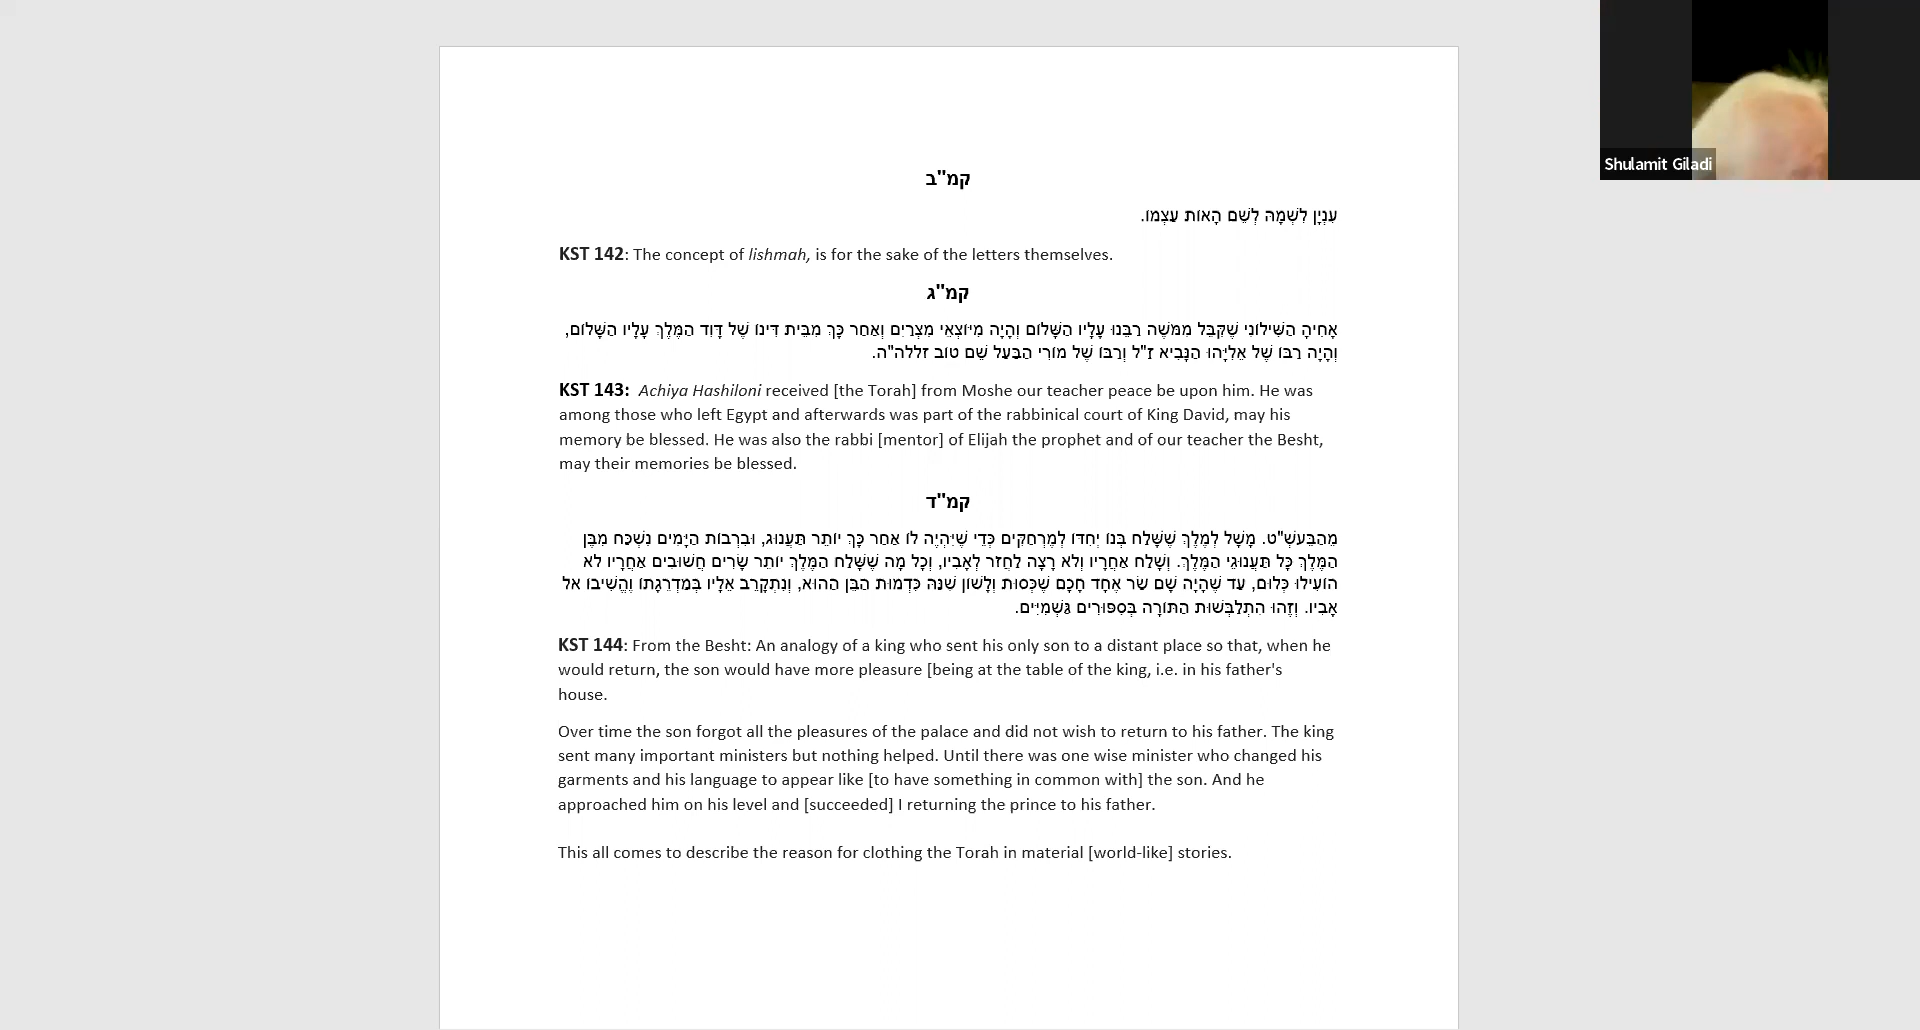 קמ"ב
עִנְיָן לִשְׁמָהּ לְשֵׁם הָאוֹת עַצְמוֹ.
KST 142: The concept of lishmah, is for the sake of the letters themselves.
קמ"ג
אֲחִיָּה הַשִּׁילוֹנִי שֶׁקִּבֵּל מִמֹּשֶׁה רַבֵּנוּ עָלָיו הַשָּׁלוֹם וְהָיָה מִיּוֹצְאֵי מִצְרַיִם וְאַחַר כָּךְ מִבֵּית דִּינוֹ שֶׁל דָּוִד הַמֶּלֶךְ עָלָיו הַשָּׁלוֹם,
וְהָיָה רַבּוֹ שֶׁל אֵלִיָּהוּ הַנָּבִיא ז"ל וְרַבּוֹ שֶׁל מוֹרִי הַבַּעַל שֵׁם טוֹב זללה"ה.
KST 143: Achiya Hashiloni received [the Torah] from Moshe our teacher peace be upon him. He was
among those who left Egypt and afterwards was part of the rabbinical court of King David, may his
memory be blessed. He was also the rabbi [mentor] of Elijah the prophet and of our teacher the Besht,
may their memories be blessed.
קמ"ד
מֵהַבֵּעשְׁ"ט. מָשָׁל לְמֶלֶךְ שֶׁשָּׁלַח בְּנוֹ יְחִדוֹ לְמֶרְחַקִּים כְּדֵי שֶׁיִּהְיֶה לוֹ אַחַר כָּךְ יוֹתֵר תַּעֲנוּג, וּבִרְבוֹת הַיָּמִים נִשְׁכַּח מִבֶּן
הַמֶּלֶךְ כָּל תַּעֲנוּגֵי הַמֶּלֶךְ. וְשָׁלַח אַחֲרָיו וְלֹא רָצָה לַחֲזֹר לְאָבִיו, וְכָל מָה שֶׁשָּׁלַח הַמֶּלֶךְ יוֹתֵר שָׂרִים חֲשׁוּבִים אַחֲרָיו לֹא
הוֹעִילוּ כְּלוּם, עַד שֶׁהָיָה שָׁם שַׂר אֶחָד חָכָם שֶׁכְּסוּת וְלָשׁוֹן שִׁנָּה כִּדְמוּת הַבֵּן הַהוּא, וְנִתְקָרֵב אֵלָיו בְּמַדְרֵגָתוֹ וֶהֱשִׁיבוֹ אֶל
אָבִיו. וְזֶהוּ הִתְלַבְּשׁוּת הַתּוֹרָה בְּסִפּוּרִים גַּשְׁמִיִּים.
KST 144: From the Besht: An analogy of a king who sent his only son to a distant place so that, when he
would return, the son would have more pleasure [being at the table of the king, i.e. in his father's
house.
Over time the son forgot all the pleasures of the palace and did not wish to return to his father. The king
sent many important ministers but nothing helped. Until there was one wise minister who changed his
garments and his language to appear like [to have something in common with] the son. And he
approached him on his level and [succeeded] I returning the prince to his father.
This all comes to describe the reason for clothing the Torah in material [world-like] stories.
Shulamit Giladi